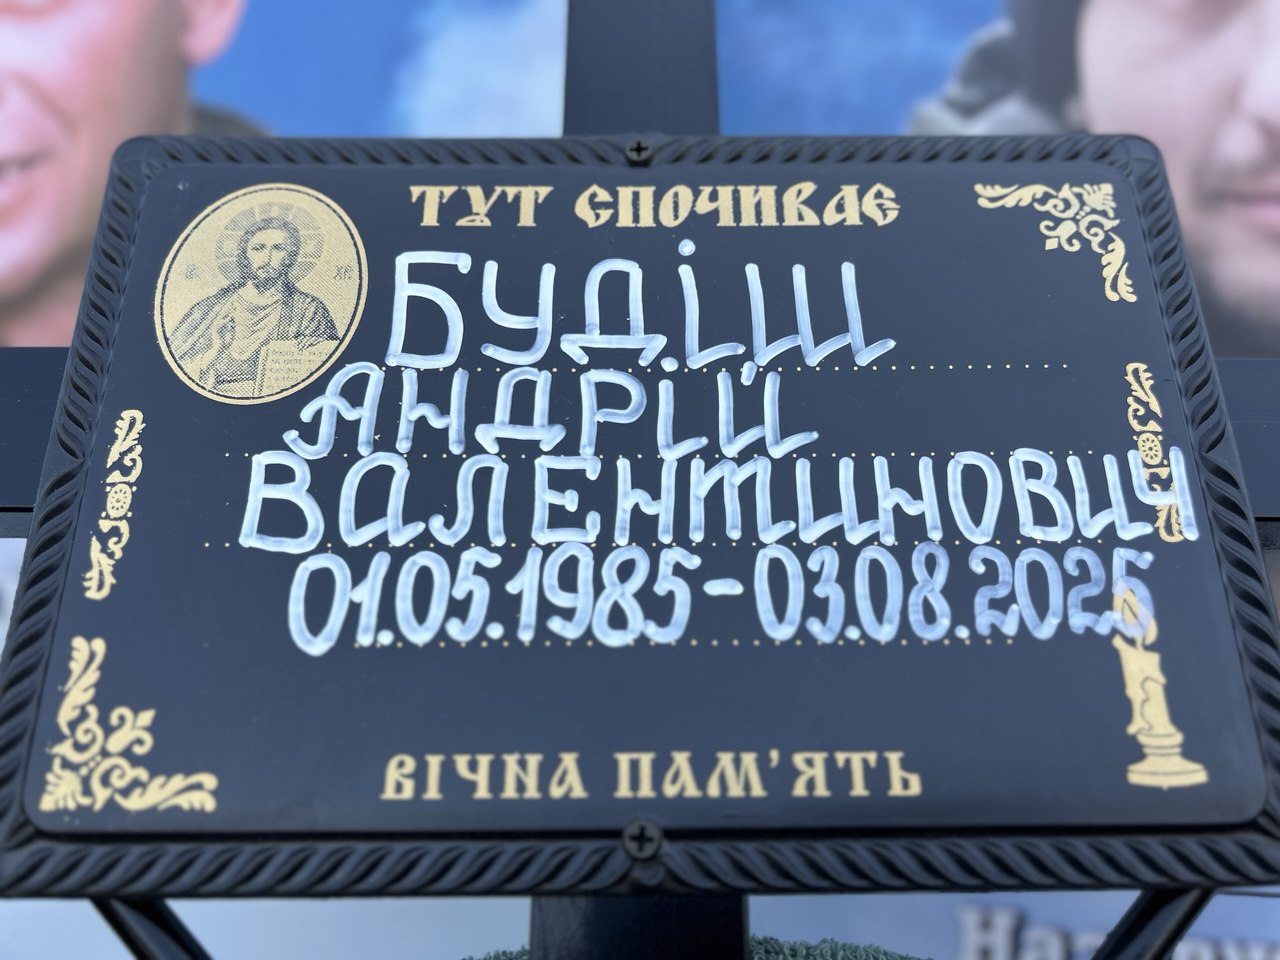 ТУТ СПОЧИВАЄ
БУДІШ
АНДРІЙ
ВАЛЕНТИНОВИЧ
01.05.1985-03.08.2025
ВІЧНА ПАМ'ЯТЬ